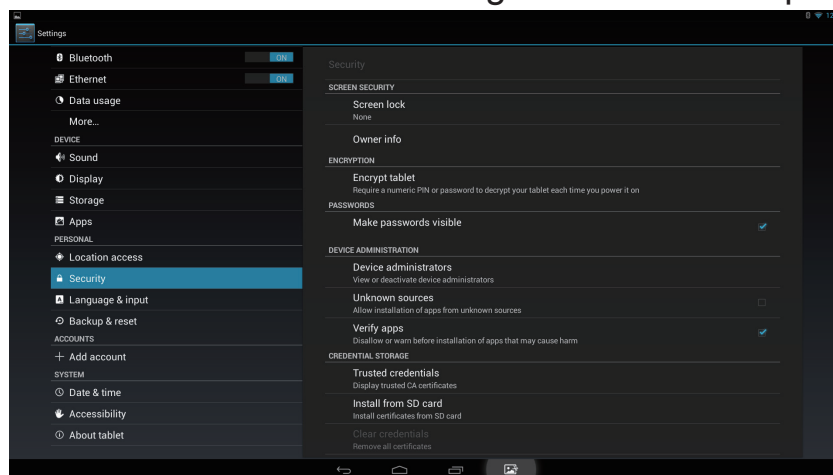 Settings
Bluetooth
ON
Ethernet
ON
Data usage
More...
DEVICE
Sound
Display
Storage
Apps
PERSONAL
Location access
Security
Language & input
Backup & reset
ACCOUNTS
Add account
SYSTEM
Date & time
Accessibility
About tablet
Security
SCREEN SECURITY
Screen lock
None
Owner info
ENCRYPTION
Encrypt tablet
Require a numeric PIN or password to decrypt your tablet each time you power it on
PASSWORDS
Make passwords visible
DEVICE ADMINISTRATION
Device administrators
View or deactivate device administrators
Unknown sources
Allow installation of apps from unknown sources
Verify apps
Disallow or warn before installation of apps that may cause harm
CREDENTIAL STORAGE
Trusted credentials
Display trusted CA certificates
Install from SD card
Install certificates from SD card
Clear credentials
Remove all certificates